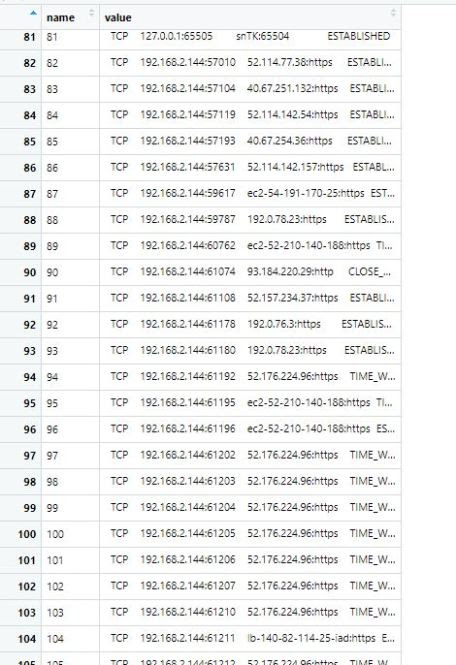 name value
81 81 TCP 127.0.0.1:65505 snTK:65504 ESTABLISHED
82 82 TCP 192.168.2.144:57010 52.114.77.38:https ESTABLI...
83 83 TCP 192.168.2.144:57104 40.67.251.132:https ESTABLI...
84 84 TCP 192.168.2.144:57119 52.114.142.54:https ESTABLI...
85 85 TCP 192.168.2.144:57193 40.67.254.36:https ESTABLI...
86 86 TCP 192.168.2.144:57631 52.114.142.157:https ESTABL...
87 87 TCP 192.168.2.144:59617 ec2-54-191-170-25:https EST...
88 88 TCP 192.168.2.144:59787 192.0.78.23:https ESTABLIS...
89 89 TCP 192.168.2.144:60762 ec2-52-210-140-188:https TI...
90 90 TCP 192.168.2.144:61074 93.184.220.29:http CLOSE_...
91 91 TCP 192.168.2.144:61108 52.157.234.37:https ESTABLI...
92 92 TCP 192.168.2.144:61178 192.0.76.3:https ESTABLIS...
93 93 TCP 192.168.2.144:61180 192.0.78.23:https ESTABLIS...
94 94 TCP 192.168.2.144:61192 52.176.224.96:https TIME_W...
95 95 TCP 192.168.2.144:61195 ec2-52-210-140-188:https TI...
96 96 TCP 192.168.2.144:61196 ec2-52-210-140-188:https ES...
97 97 TCP 192.168.2.144:61202 52.176.224.96:https TIME_W...
98 98 TCP 192.168.2.144:61203 52.176.224.96:https TIME_W...
99 99 TCP 192.168.2.144:61204 52.176.224.96:https TIME_W...
100 100 TCP 192.168.2.144:61205 52.176.224.96:https TIME_W...
101 101 TCP 192.168.2.144:61206 52.176.224.96:https TIME_W...
102 102 TCP 192.168.2.144:61207 52.176.224.96:https TIME_W...
103 103 TCP 192.168.2.144:61210 52.176.224.96:https TIME_W...
104 104 TCP 192.168.2.144:61211 lb-140-82-114-25-iad:https E...
105 105 TCP 192.168.2.144:61212 52.176.224.96:https TIME_W...